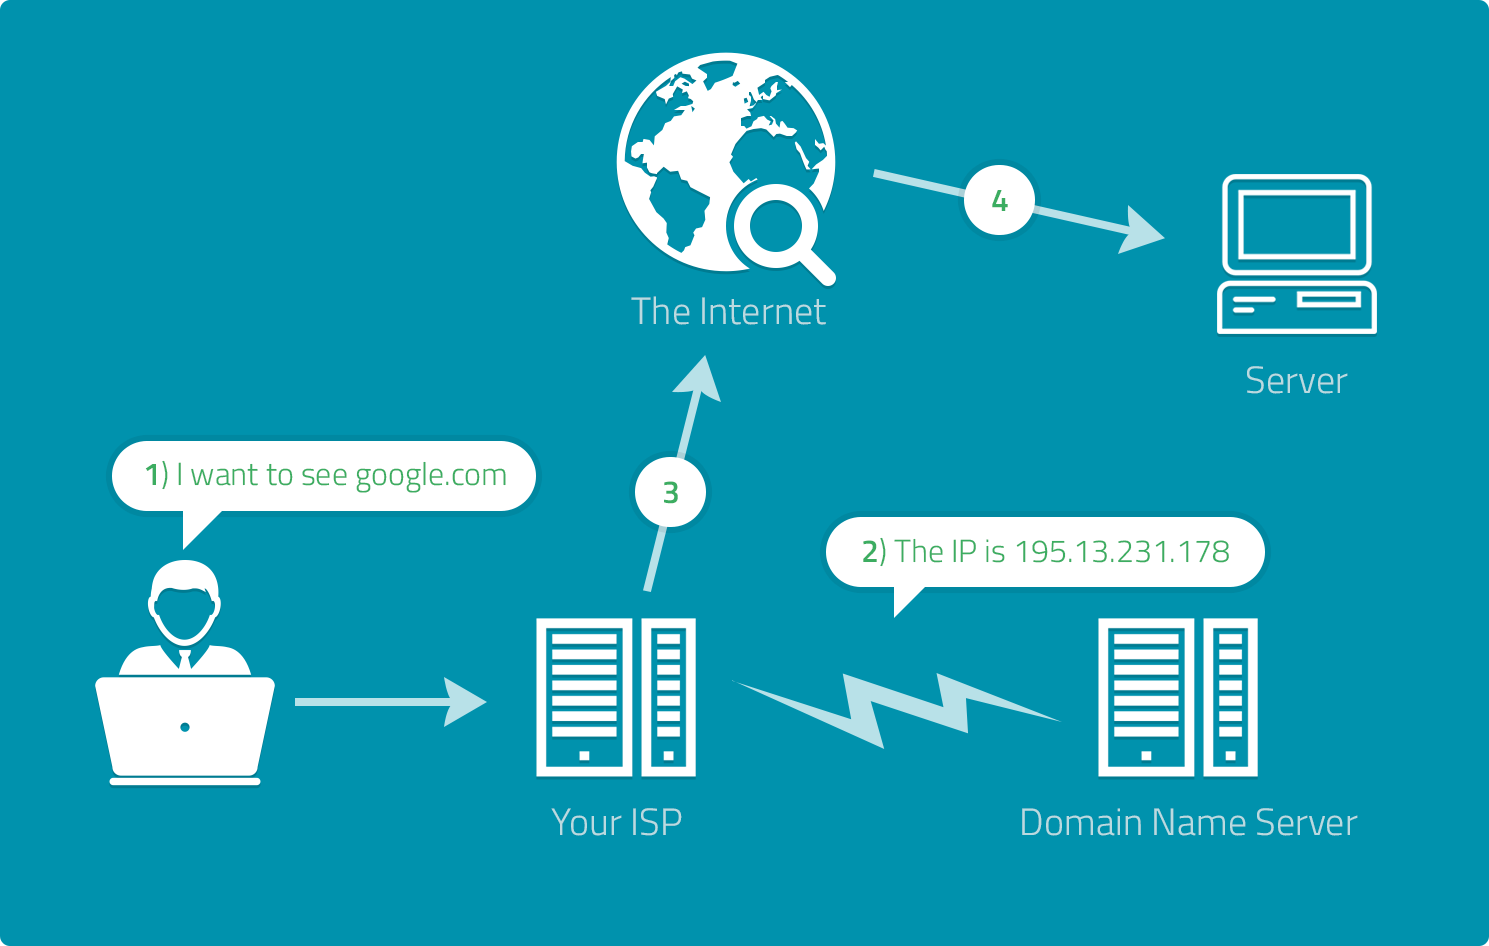 The Internet
4
Server
3
1) I want to see google.com
2) The IP is 195.13.231.178
Your ISP
Domain Name Server